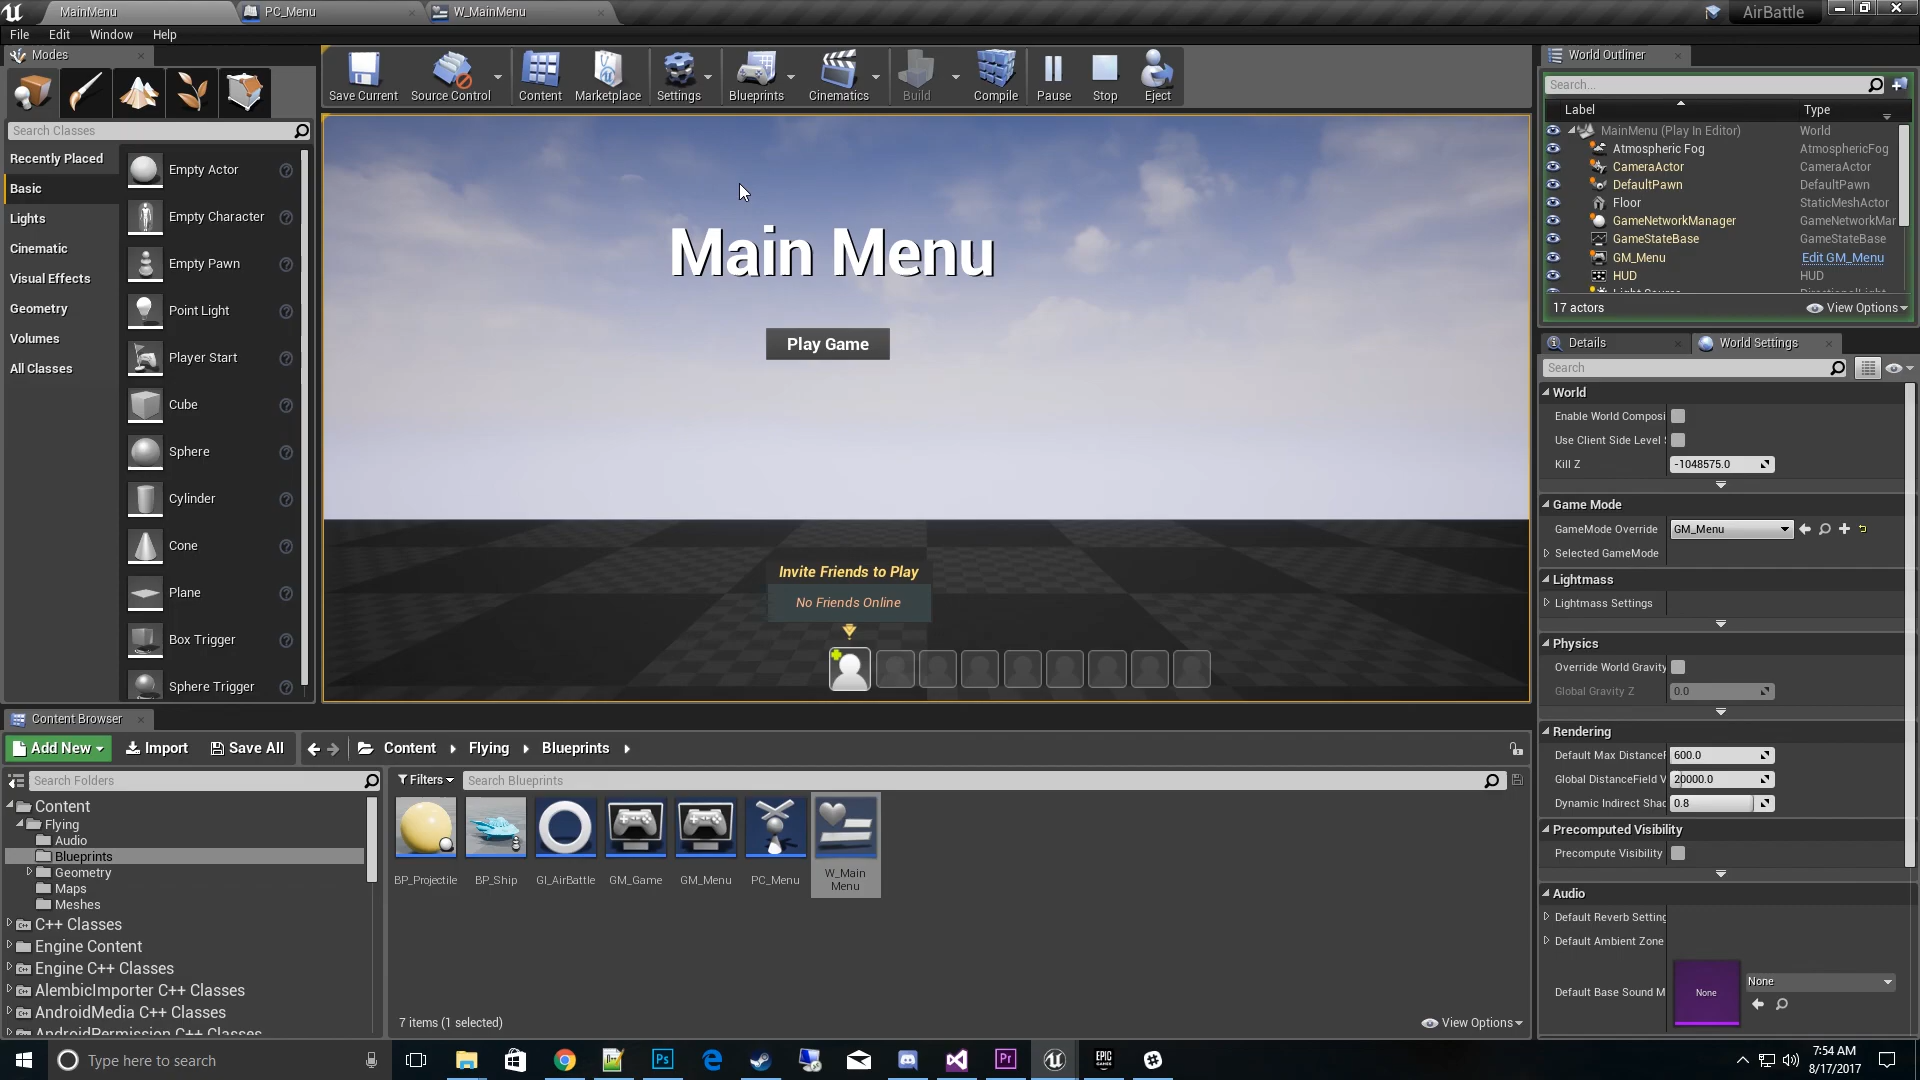 MainMenu
PC_Menu
W_MainMenu
AirBattle
File Edit Window Help
Modes
Search Classes
Recently Placed
Basic
Lights
Cinematic
Visual Effects
Geometry
Volumes
All Classes
Empty Actor
Empty Character
Empty Pawn
Point Light
Player Start
Cube
Sphere
Cylinder
Cone
Plane
Box Trigger
Sphere Trigger
Save Current Source Control Content Marketplace Settings Blueprints Cinematics Build Compile Pause Stop Eject
Main Menu
Play Game
Invite Friends to Play
No Friends Online
World Outliner
Search...
Label Type
MainMenu (Play In Editor) World
Atmospheric Fog AtmosphericFog
CameraActor CameraActor
DefaultPawn DefaultPawn
Floor StaticMeshActor
GameNetworkManager GameNetworkMar
GameStateBase GameStateBase
GM_Menu Edit GM_Menu
HUD HUD
17 actors View Options
Details World Settings
Search
World
Enable World Composi
Use Client Side Level
Kill Z -1048575.0
Game Mode
GameMode Override GM_Menu
Selected GameMode
Lightmass
Lightmass Settings
Physics
Override World Gravity
Global Gravity Z 0.0
Rendering
Default Max DistanceF 600.0
Global DistanceField V 20000.0
Dynamic Indirect Shac 0.8
Precomputed Visibility
Precompute Visibility
Audio
Default Reverb Setting
Default Ambient Zone
Default Base Sound M None None
Content Browser
Add New Import Save All Content Flying Blueprints
Search Folders
Filters Search Blueprints
Content
Flying
Audio
Blueprints
Geometry
Maps
Meshes
C++ Classes
Engine Content
Engine C++ Classes
AlembicImporter C++ Classes
AndroidMedia C++ Classes
AndroidPermission C++ Classes
BP_Projectile BP_Ship GI_AirBattle GM_Game GM_Menu PC_Menu W_Main
Menu
7 items (1 selected) View Options
Type here to search
Ps
Pr
EPIC
GAMES
7:54 AM
8/17/2017